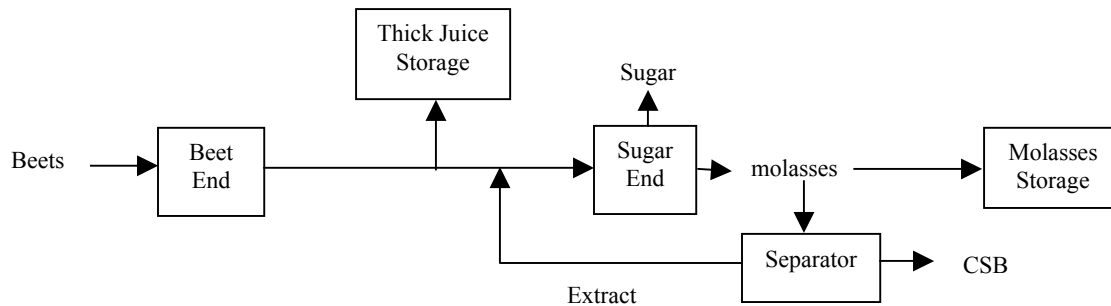 Thick Juice
Storage
Sugar
Beets
Beet
End
Sugar
End
molasses
Molasses
Storage
Separator
CSB
Extract